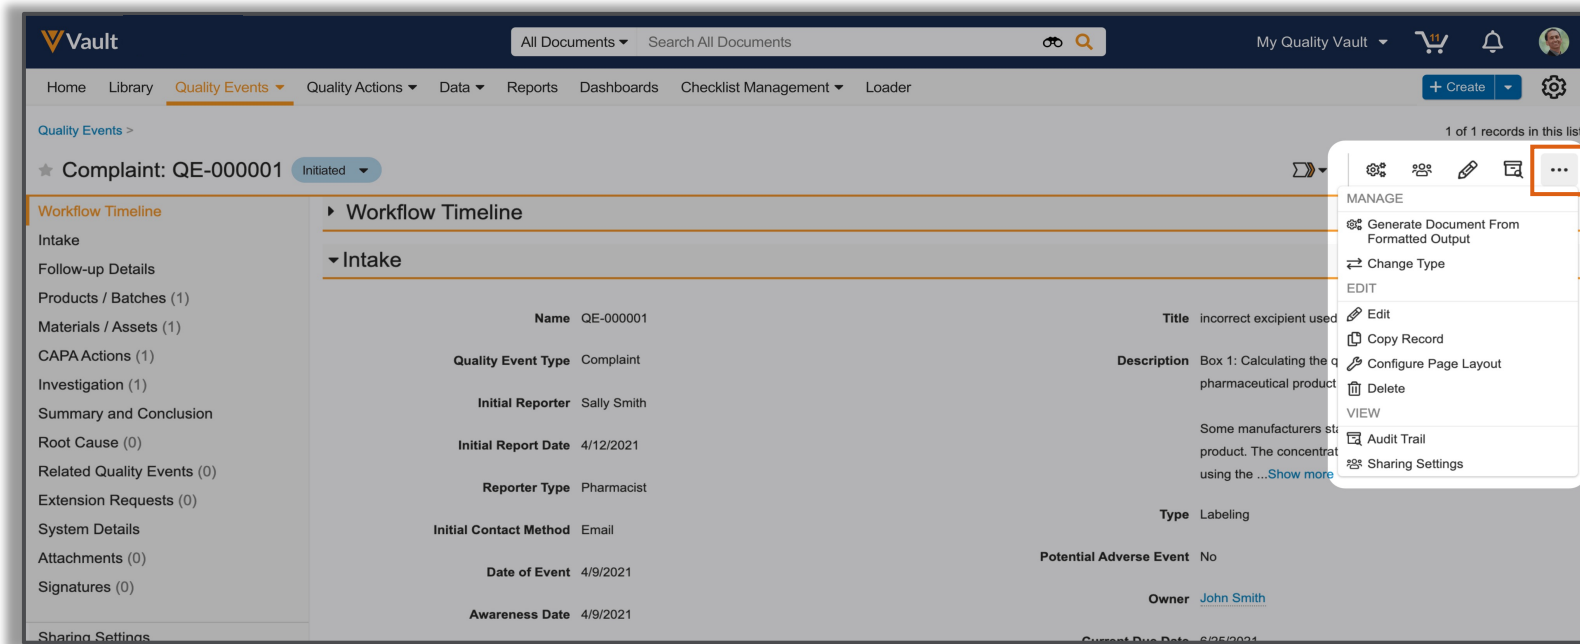 Vault
All Documents
Search All Documents
11
My Quality Vault
Home Library Quality Events Quality Actions Data Reports Dashboards Checklist Management Loader
+ Create
Quality Events >
1 of 1 records in this list
Complaint: QE-000001
Initiated
Workflow Timeline
Intake
Follow-up Details
Products / Batches (1)
Materials / Assets (1)
CAPA Actions (1)
Investigation (1)
Summary and Conclusion
Root Cause (0)
Related Quality Events (0)
Extension Requests (0)
System Details
Attachments (0)
Signatures (0)
Sharing Settings
Workflow Timeline
Intake
Name QE-000001
Quality Event Type Complaint
Initial Reporter Sally Smith
Initial Report Date 4/12/2021
Reporter Type Pharmacist
Initial Contact Method Email
Date of Event 4/9/2021
Awareness Date 4/9/2021
Title incorrect excipient used
Description Box 1: Calculating the q
pharmaceutical product
Some manufacturers sta
product. The concentrat
using the ...Show more
Type Labeling
Potential Adverse Event No
Owner John Smith
Current Due Date 6/25/2021
...
MANAGE
Generate Document From
Formatted Output
Change Type
EDIT
Edit
Copy Record
Configure Page Layout
Delete
VIEW
Audit Trail
Sharing Settings